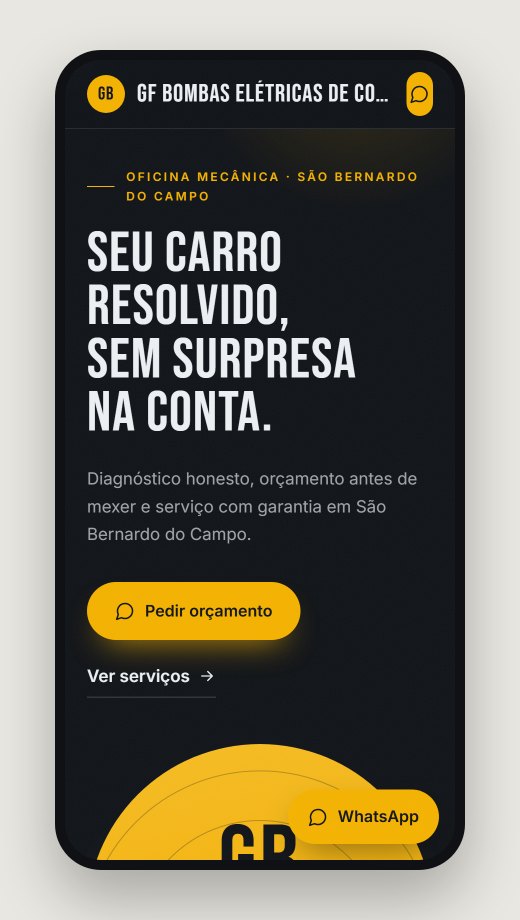 GB GF BOMBAS ELÉTRICAS DE CO...
OFICINA MECÂNICA · SÃO BERNARDO
DO CAMPO
SEU CARRO
RESOLVIDO,
SEM SURPRESA
NA CONTA.
Diagnóstico honesto, orçamento antes de
mexer e serviço com garantia em São
Bernardo do Campo.
Pedir orçamento
Ver serviços →
GB
WhatsApp